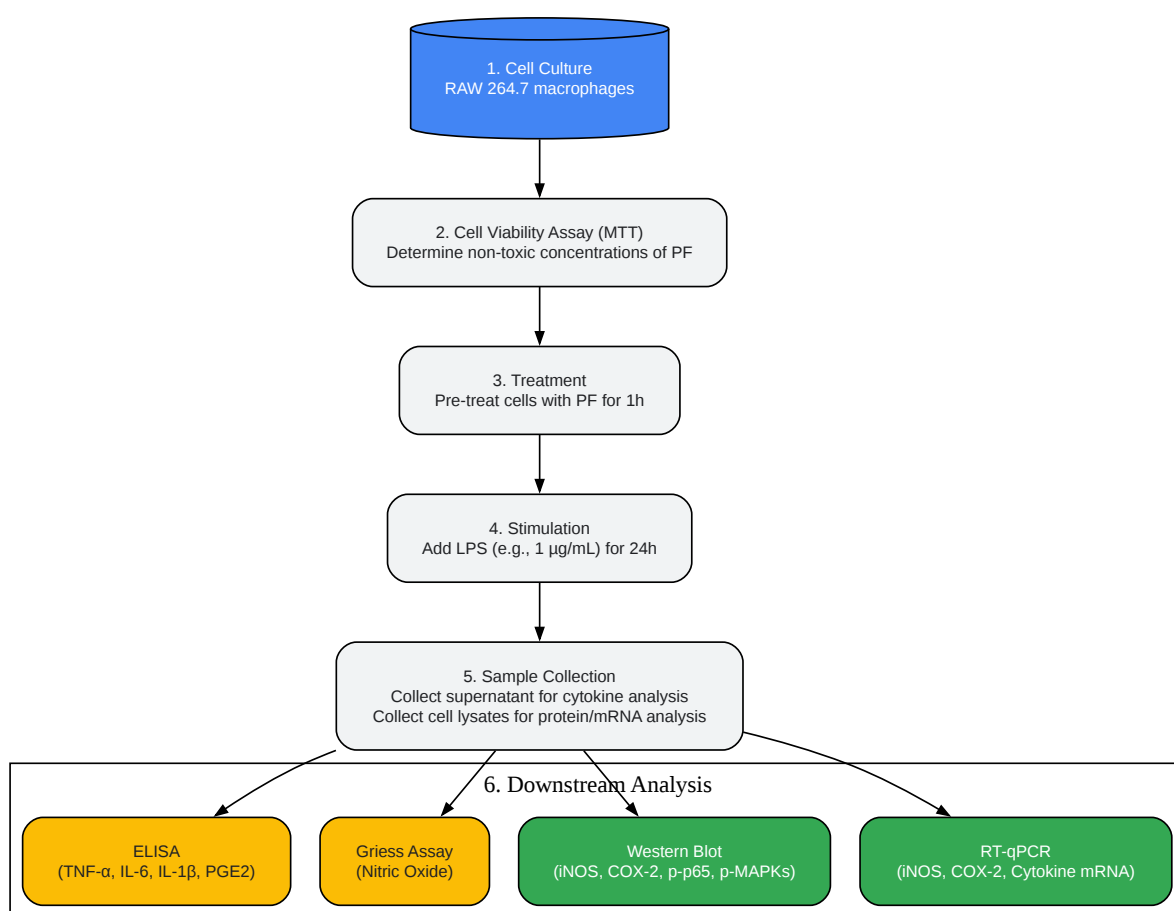 1. Cell Culture
RAW 264.7 macrophages
2. Cell Viability Assay (MTT)
Determine non-toxic concentrations of PF
3. Treatment
Pre-treat cells with PF for 1h
4. Stimulation
Add LPS (e.g., 1 µg/mL) for 24h
5. Sample Collection
Collect supernatant for cytokine analysis
Collect cell lysates for protein/mRNA analysis
6. Downstream Analysis
ELISA
(TNF-α, IL-6, IL-1β, PGE2)
Griess Assay
(Nitric Oxide)
Western Blot
(iNOS, COX-2, p-p65, p-MAPKs)
RT-qPCR
(iNOS, COX-2, Cytokine mRNA)